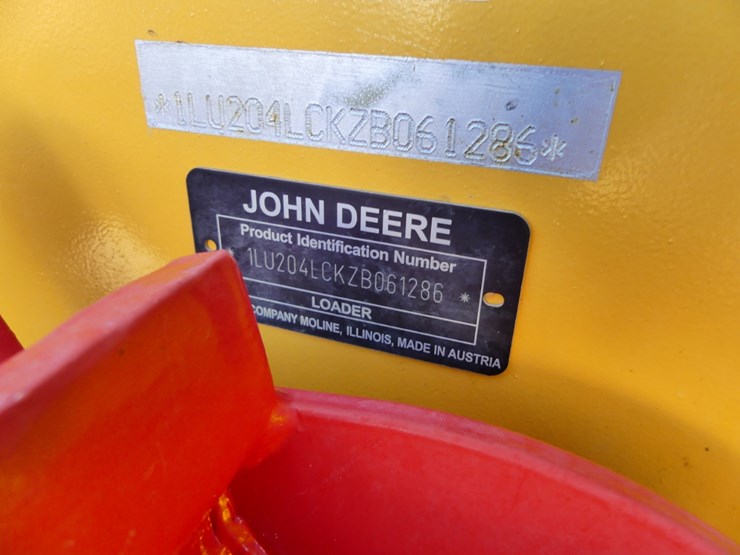 *1LU204LCKZB061286*
JOHN DEERE
Product Identification Number
* 1LU204LCKZB061286 *
LOADER
COMPANY MOLINE, ILLINOIS, MADE IN AUSTRIA